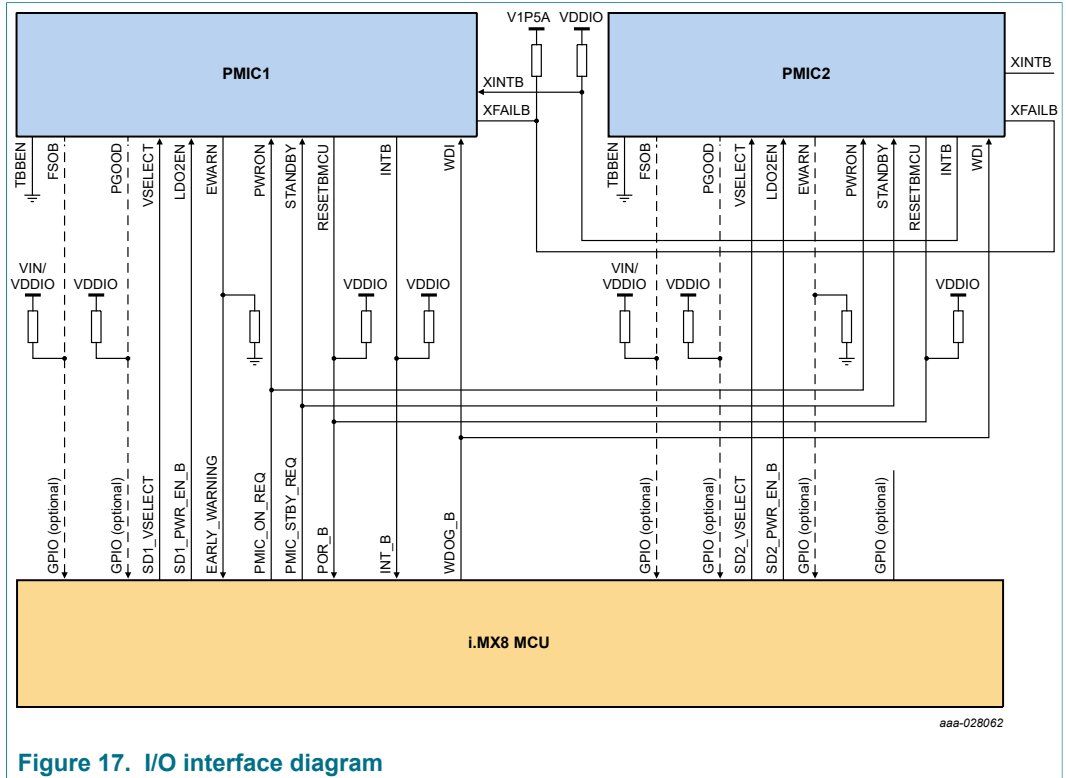 V1P5A VDDIO
PMIC1
PMIC2
XINTB
XFAILB
XINTB
XFAILB
TBBEN
FSOB
PGOOD
VSELECT
LDO2EN
EWARN
PWRON
STANDBY
RESETBMCU
INTB
WDI
TBBEN
FSOB
PGOOD
VSELECT
LDO2EN
EWARN
PWRON
STANDBY
RESETBMCU
INTB
WDI
VIN/
VDDIO
VDDIO
VDDIO
VDDIO
VIN/
VDDIO
VDDIO
VDDIO
GPIO (optional)
GPIO (optional)
SD1_VSELECT
SD1_PWR_EN_B
EARLY_WARNING
PMIC_ON_REQ
PMIC_STBY_REQ
POR_B
INT_B
WDOG_B
GPIO (optional)
GPIO (optional)
SD2_VSELECT
SD2_PWR_EN_B
GPIO (optional)
GPIO (optional)
i.MX8 MCU
aaa-028062
Figure 17. I/O interface diagram